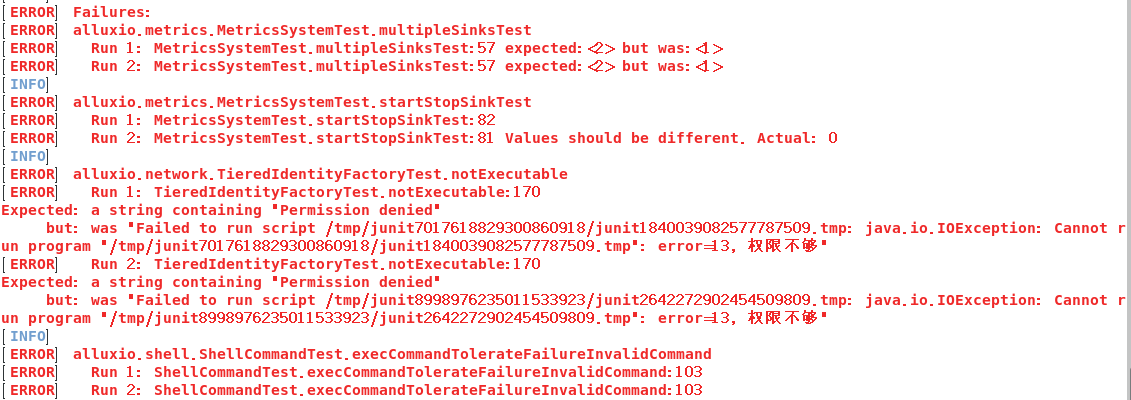 [ERROR] Failures:
[ERROR] alluxio.metrics.MetricsSystemTest.multipleSinksTest
[ERROR]   Run 1: MetricsSystemTest.multipleSinksTest:57 expected:<2> but was:<1>
[ERROR]   Run 2: MetricsSystemTest.multipleSinksTest:57 expected:<2> but was:<1>
[INFO]
[ERROR] alluxio.metrics.MetricsSystemTest.startStopSinkTest
[ERROR]   Run 1: MetricsSystemTest.startStopSinkTest:82
[ERROR]   Run 2: MetricsSystemTest.startStopSinkTest:81 Values should be different. Actual: 0
[INFO]
[ERROR] alluxio.network.TieredIdentityFactoryTest.notExecutable
[ERROR]   Run 1: TieredIdentityFactoryTest.notExecutable:170
Expected: a string containing "Permission denied"
     but: was "Failed to run script /tmp/junit7017618829300860918/junit1840039082577787509.tmp: java.io.IOException: Cannot r
un program "/tmp/junit7017618829300860918/junit1840039082577787509.tmp": error=13, 权限不够"
[ERROR]   Run 2: TieredIdentityFactoryTest.notExecutable:170
Expected: a string containing "Permission denied"
     but: was "Failed to run script /tmp/junit8998976235011533923/junit2642272902454509809.tmp: java.io.IOException: Cannot r
un program "/tmp/junit8998976235011533923/junit2642272902454509809.tmp": error=13, 权限不够"
[INFO]
[ERROR] alluxio.shell.ShellCommandTest.execCommandTolerateFailureInvalidCommand
[ERROR]   Run 1: ShellCommandTest.execCommandTolerateFailureInvalidCommand:103
[ERROR]   Run 2: ShellCommandTest.execCommandTolerateFailureInvalidCommand:103